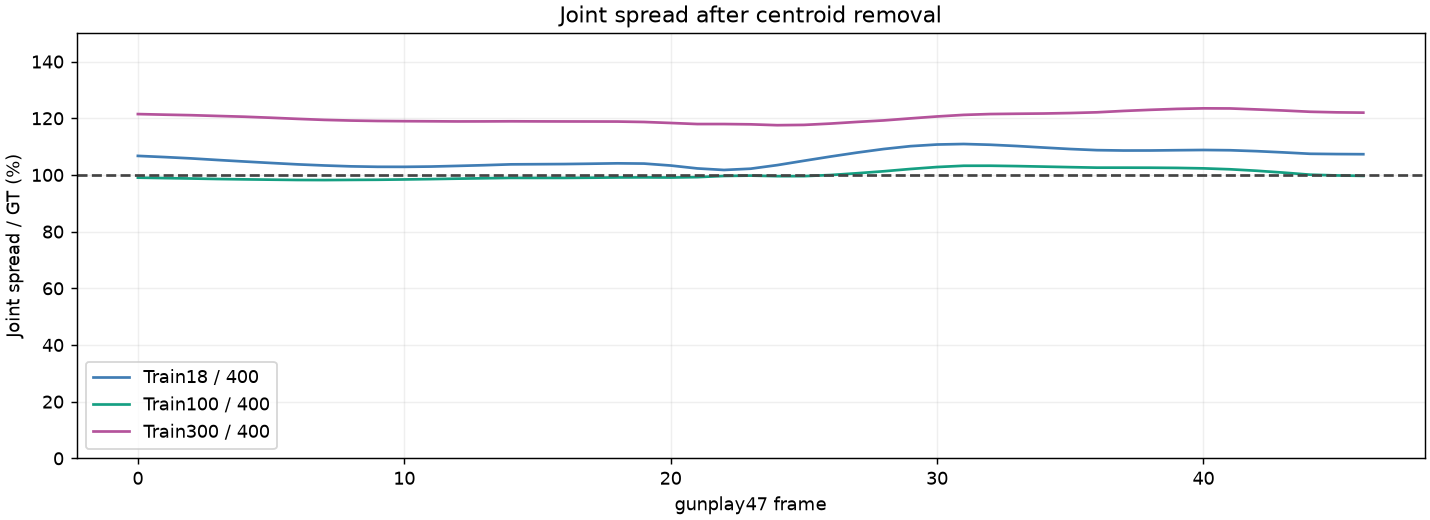 Joint spread after centroid removal
Joint spread / GT (%)
140
120
100
80
60
40
20
0
Train18 / 400
Train100 / 400
Train300 / 400
0 10 20 30 40
gunplay47 frame